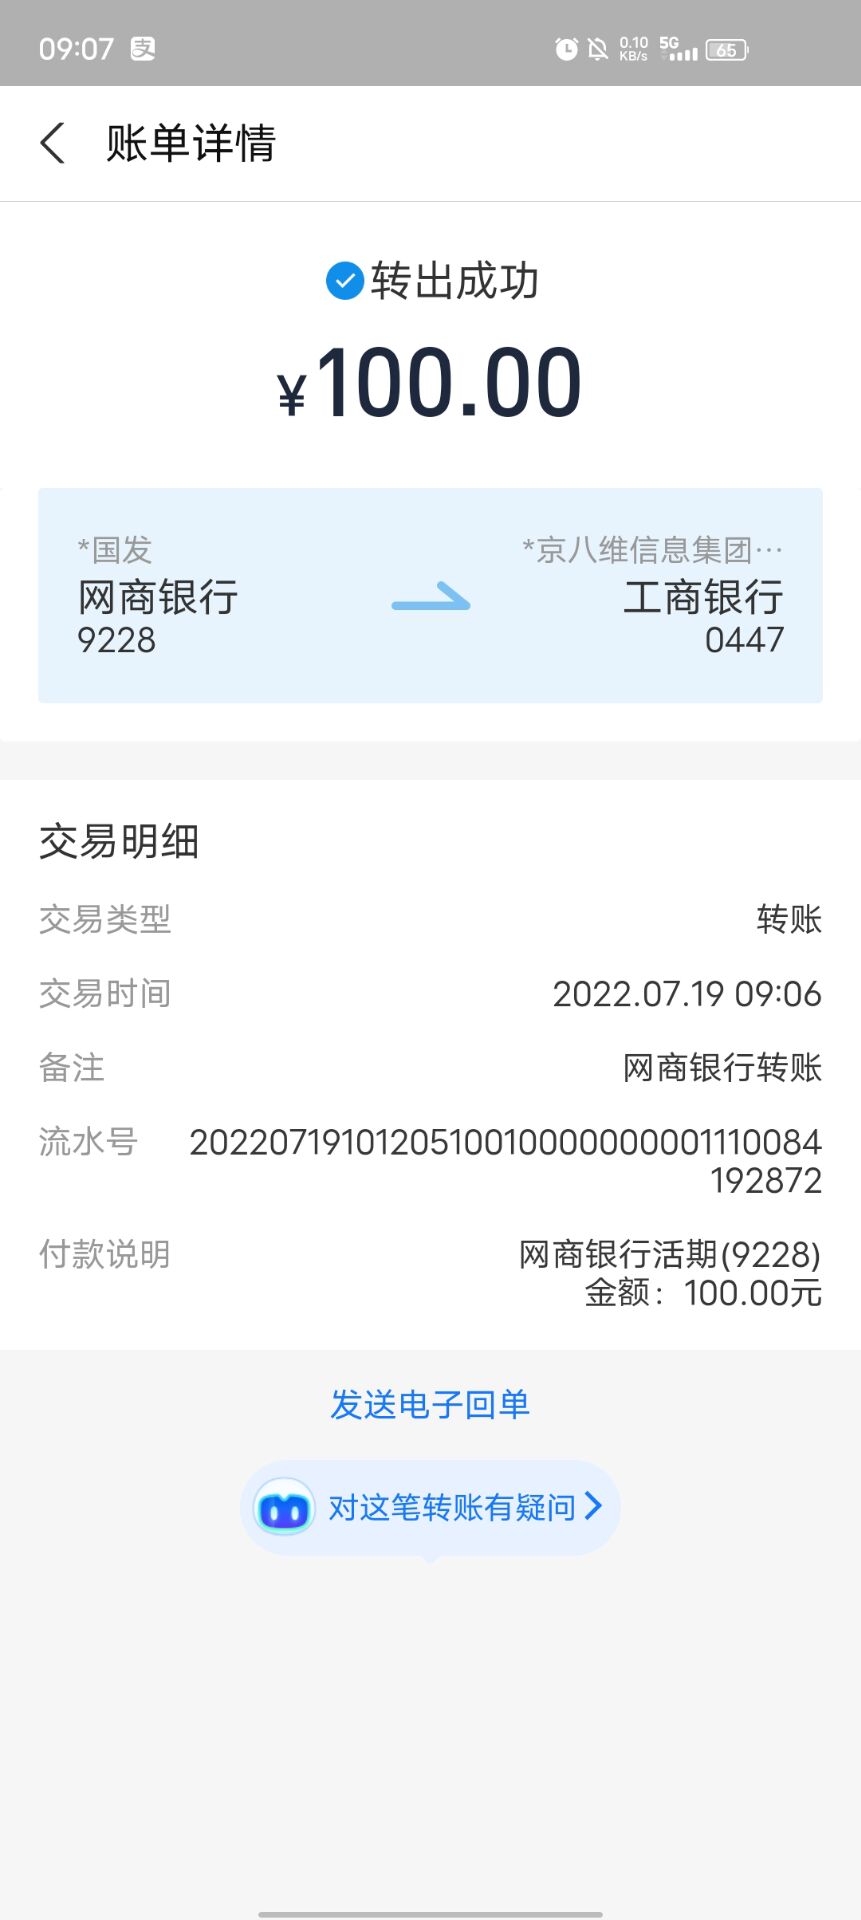 09:07 支 0.10 KB/s 5G 65
账单详情
转出成功
¥100.00
*国发 *京八维信息集团…
网商银行 工商银行
9228 0447
交易明细
交易类型 转账
交易时间 2022.07.19 09:06
备注 网商银行转账
流水号 2022071910120510010000000001110084
192872
付款说明 网商银行活期(9228)
金额：100.00元
发送电子回单
对这笔转账有疑问